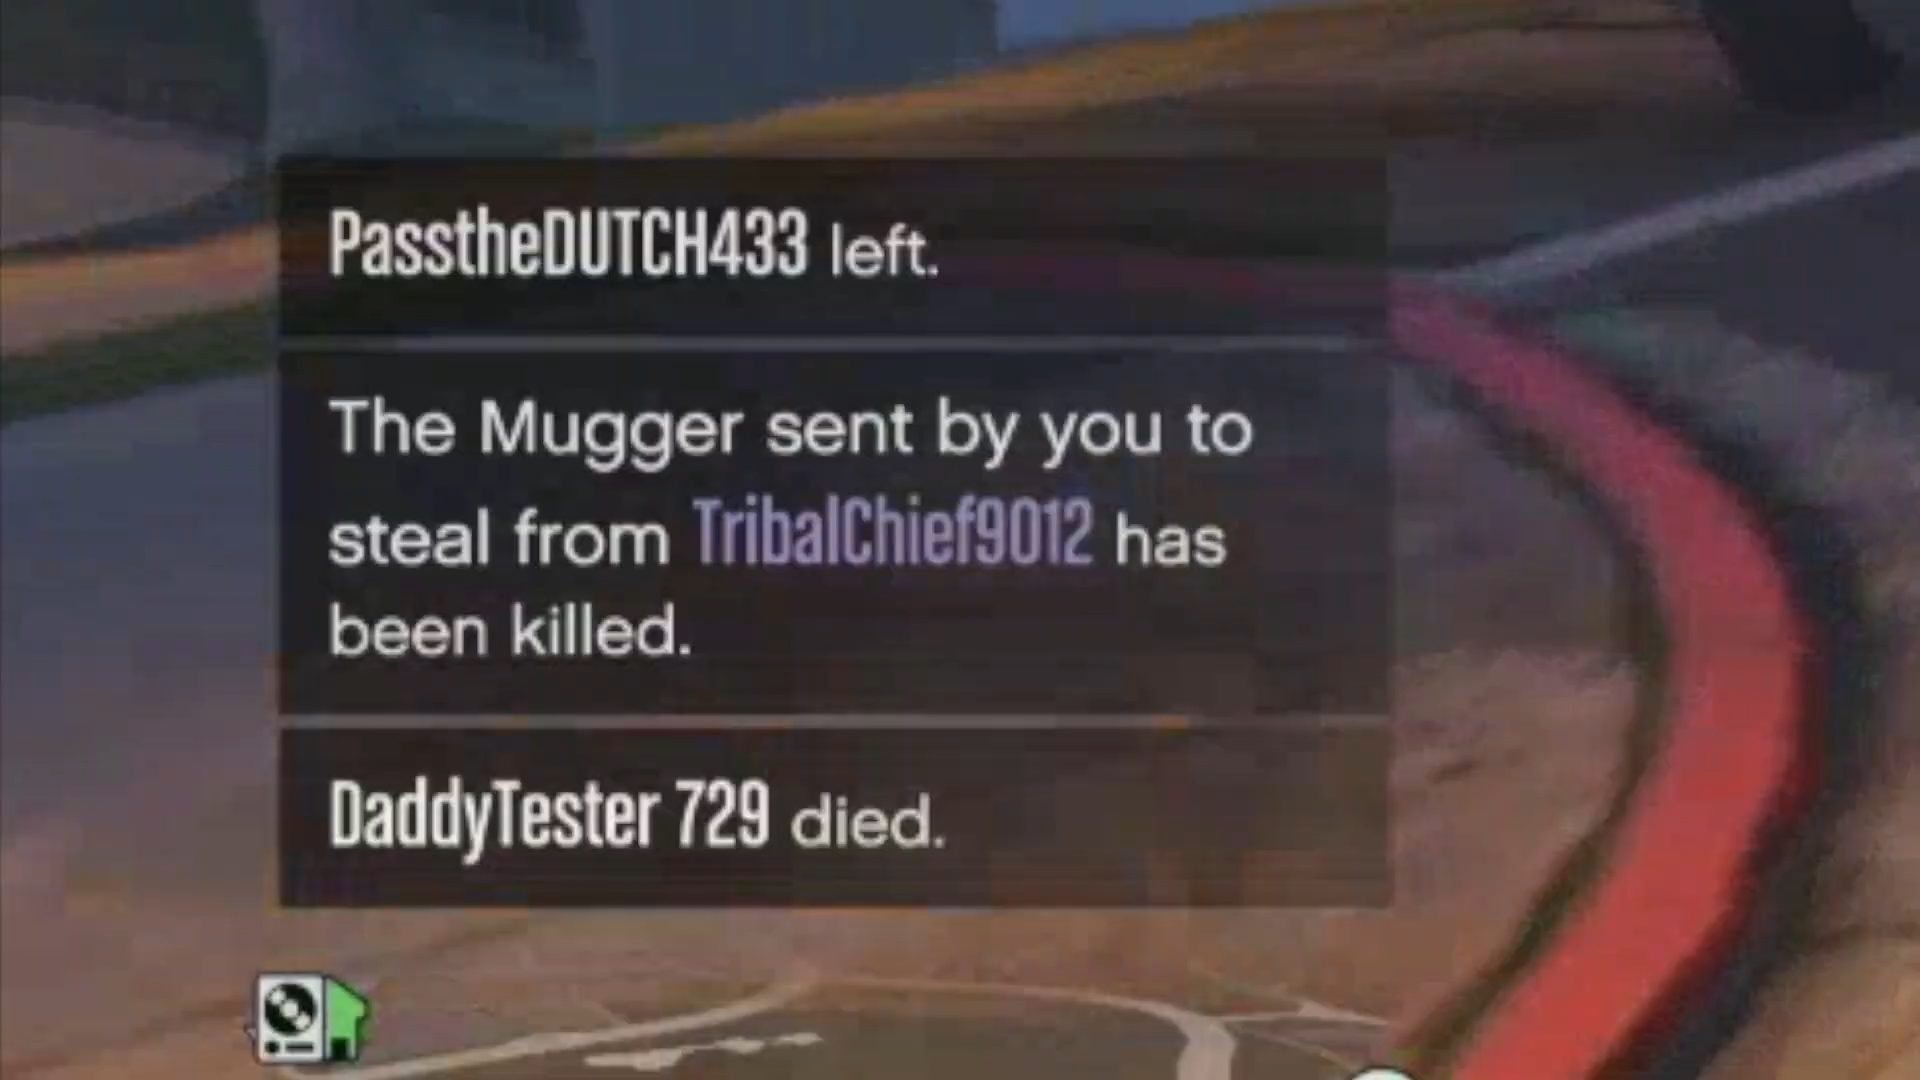 PasstheDUTCH433 left.
The Mugger sent by you to
steal from TribalChief9012 has
been killed.
DaddyTester 729 died.